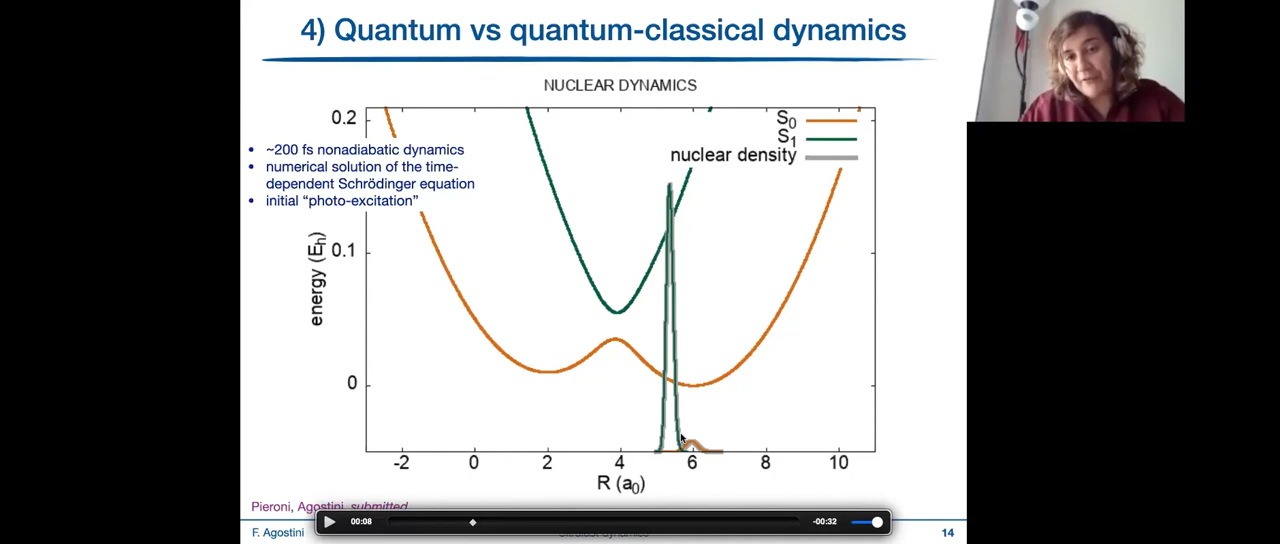 4) Quantum vs quantum-classical dynamics
NUCLEAR DYNAMICS
0.2
0.1
0
energy (Eh)
• ~200 fs nonadiabatic dynamics
• numerical solution of the time-
dependent Schrödinger equation
• initial “photo-excitation”
S0
S1
nuclear density
-2 0 2 4 6 8 10
R (a0)
Pieroni, Agostini, submitted
00:08 -00:32
F. Agostini 14